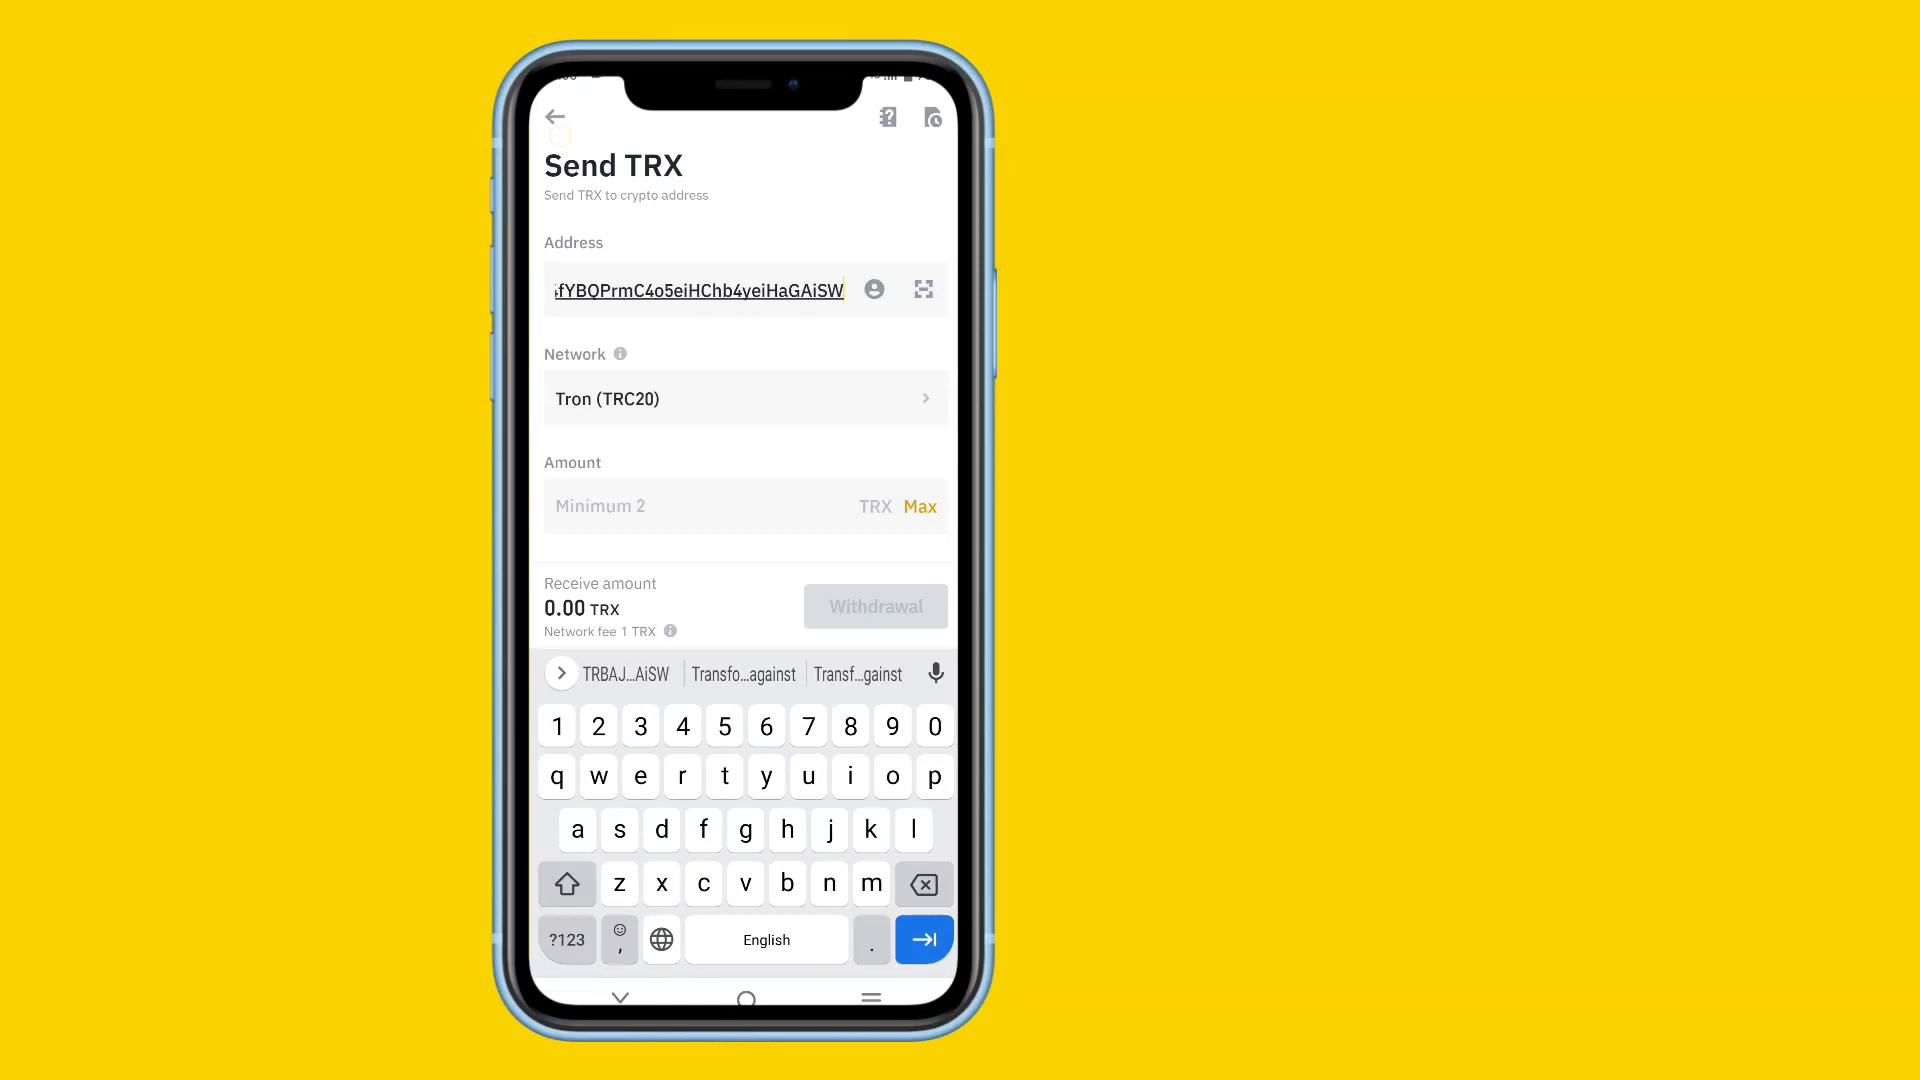 Send TRX
Send TRX to crypto address
Address
fYBQPrmC4o5eiHChb4yeiHaGAiSW
Network
Tron (TRC20)
Amount
Minimum 2 TRX Max
Receive amount
0.00 TRX
Withdrawal
Network fee 1 TRX
TRBAJ...AiSW Transfo...against Transf...gainst
1 2 3 4 5 6 7 8 9 0
q w e r t y u i o p
a s d f g h j k l
z x c v b n m
?123 , English .